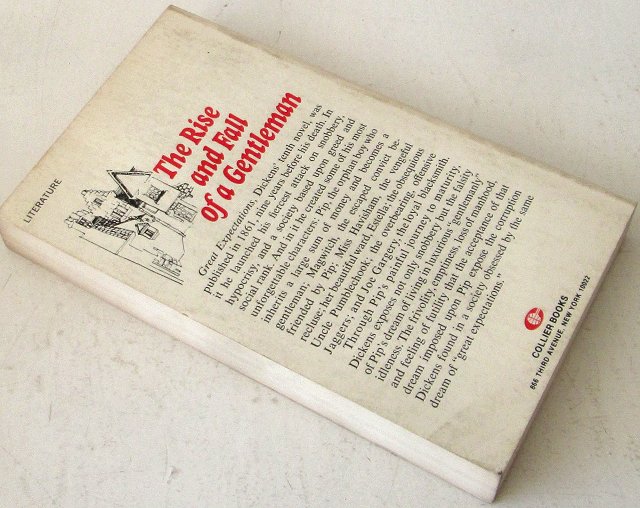 LITERATURE
The Rise
and Fall
of a Gentleman
Great Expectations, Dickens' tenth novel, was
published in 1861, nine years before his death. In
it he launched his fiercest attack on snobbery,
hypocrisy, and a society based upon greed and
social rank. And in it he created some of his most
unforgettable characters: Pip, the orphan boy who
inherits a large sum of money and becomes a
gentleman; Magwitch, the escaped convict be-
friended by Pip; Miss Havisham, the vengeful
recluse; her beautiful ward, Estella; the obsequious
Uncle Pumblechook; the overbearing, offensive
Jaggers; and Joe Gargery, the loyal blacksmith.
Through Pip's painful journey to maturity,
Dickens exposes not only snobbery but the falsity
of Pip's dream of living in luxurious "gentlemanly"
idleness. The frivolity, emptiness, loss of manhood,
and feeling of futility that the acceptance of that
dream imposed upon Pip expose the corruption
Dickens found in a society obsessed by the same
dream of "great expectations."
COLLIER BOOKS
866 THIRD AVENUE, NEW YORK 10022